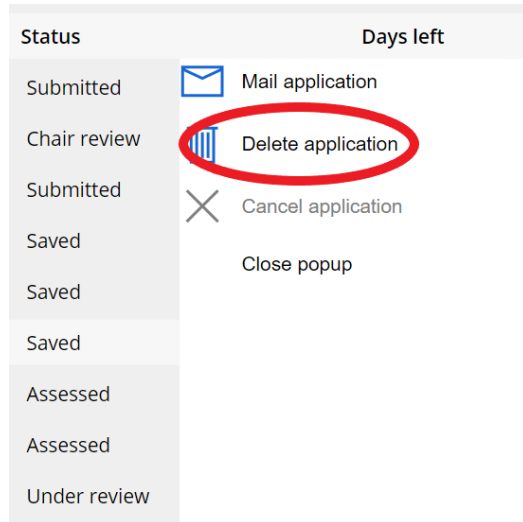 Status Days left
Submitted
Mail application
Chair review
Delete application
Submitted
Cancel application
Saved
Close popup
Saved
Saved
Assessed
Assessed
Under review